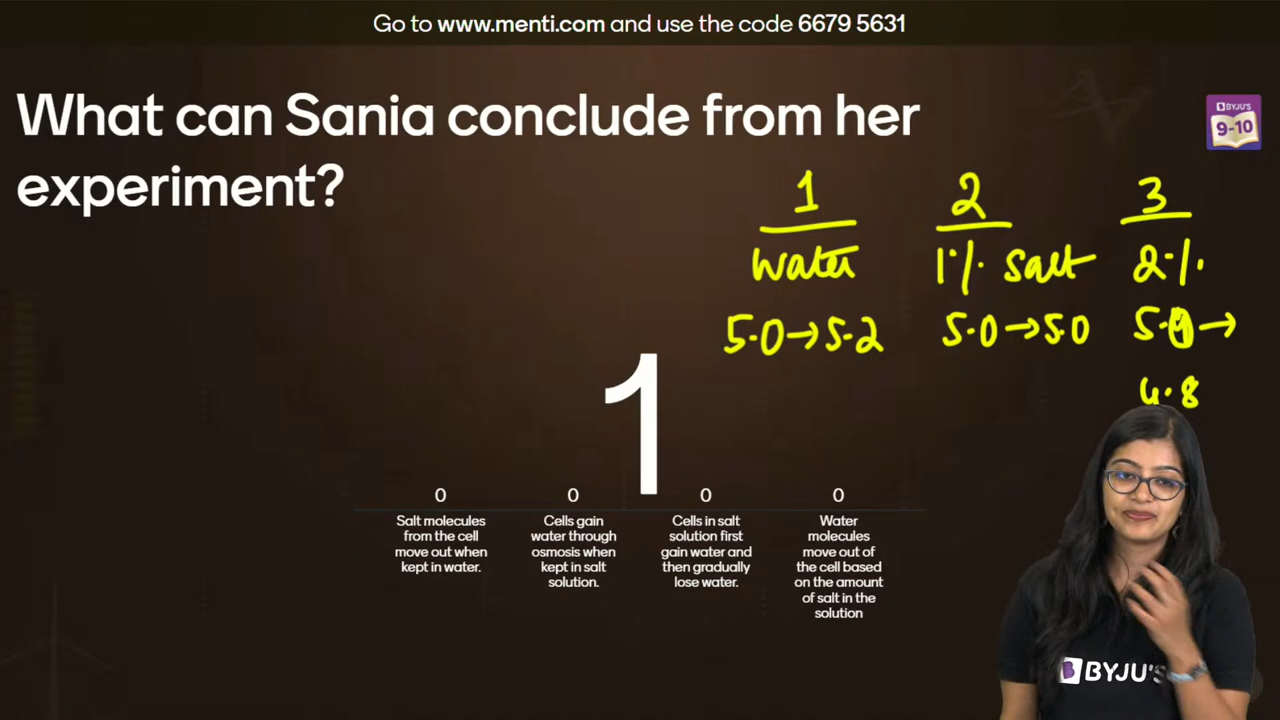 Go to www.menti.com and use the code 6679 5631
What can Sania conclude from her
experiment?
BYJU'S
9-10
1
2
3
Water
1% Salt
2%
5.0→5.2
5.0→5.0
5.0→
4.8
1
0
0
0
0
Salt molecules
from the cell
move out when
kept in water.
Cells gain
water through
osmosis when
kept in salt
solution.
Cells in salt
solution first
gain water and
then gradually
lose water.
Water
molecules
move out of
the cell based
on the amount
of salt in the
solution
BYJU'S